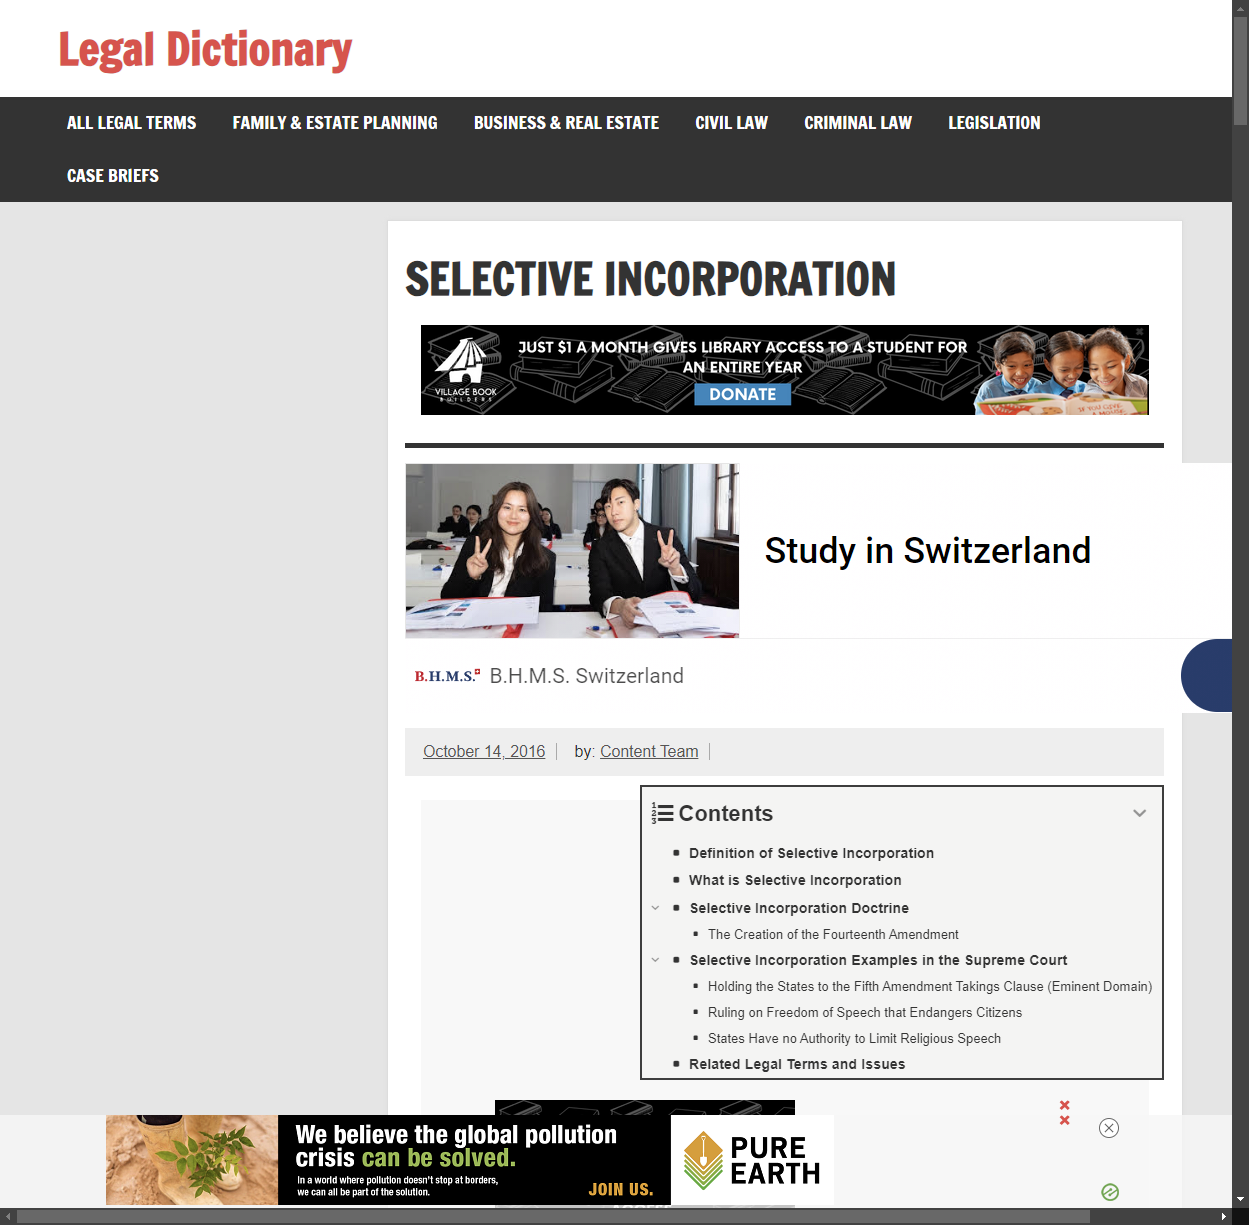 Legal Dictionary
ALL LEGAL TERMS
FAMILY & ESTATE PLANNING
BUSINESS & REAL ESTATE
CIVIL LAW
CRIMINAL LAW
LEGISLATION
CASE BRIEFS
SELECTIVE INCORPORATION
VILLAGE BOOK
BUILDERS
JUST $1 A MONTH GIVES LIBRARY ACCESS TO A STUDENT FOR
AN ENTIRE YEAR
DONATE
Study in Switzerland
B.H.M.S. B.H.M.S. Switzerland
October 14, 2016
by: Content Team
Contents
Definition of Selective Incorporation
What is Selective Incorporation
Selective Incorporation Doctrine
The Creation of the Fourteenth Amendment
Selective Incorporation Examples in the Supreme Court
Holding the States to the Fifth Amendment Takings Clause (Eminent Domain)
Ruling on Freedom of Speech that Endangers Citizens
States Have no Authority to Limit Religious Speech
Related Legal Terms and Issues
We believe the global pollution
crisis can be solved.
In a world where pollution doesn't stop at borders,
we can all be part of the solution.
JOIN US.
PURE
EARTH